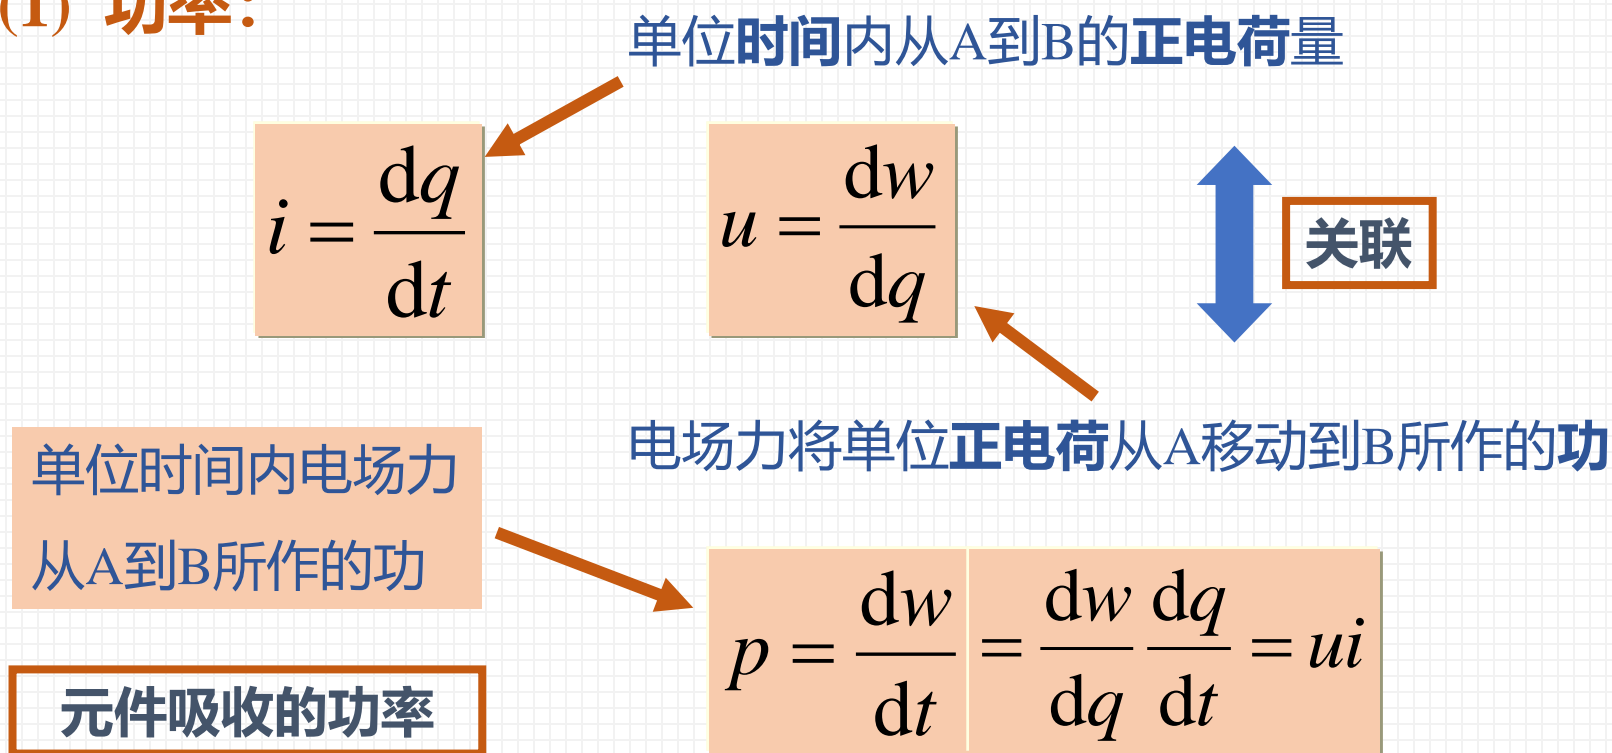 (1) 功率：
单位时间内从A到B的正电荷量
i = dq/dt
u = dw/dq
关联
电场力将单位正电荷从A移动到B所作的功
单位时间内电场力
从A到B所作的功
p = dw/dt = dw/dq dq/dt = ui
元件吸收的功率